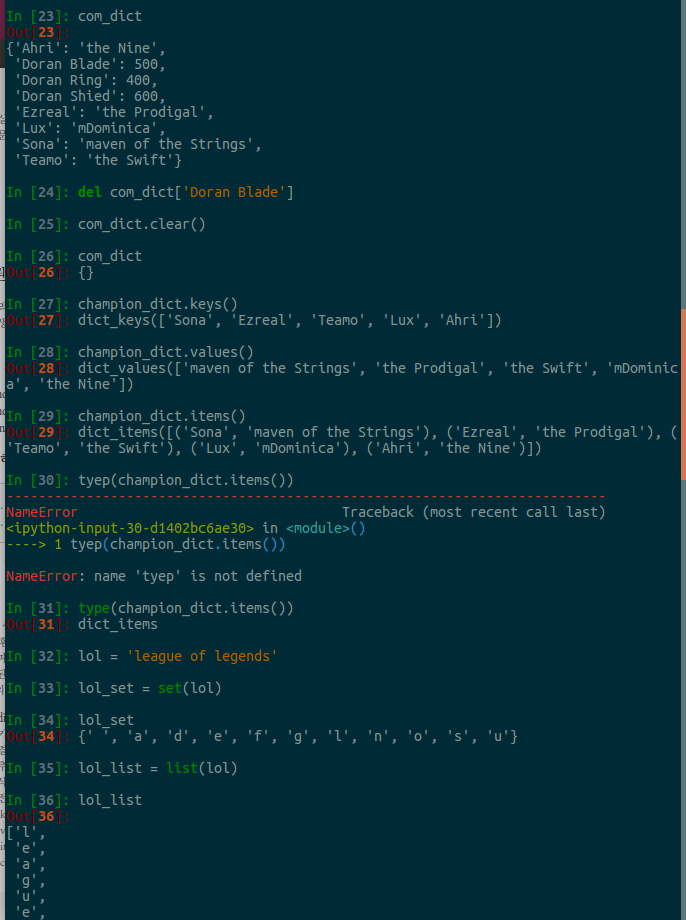 In [23]: com_dict
Out[23]:
{'Ahri': 'the Nine',
 'Doran Blade': 500,
 'Doran Ring': 400,
 'Doran Shied': 600,
 'Ezreal': 'the Prodigal',
 'Lux': 'mDominica',
 'Sona': 'maven of the Strings',
 'Teamo': 'the Swift'}
In [24]: del com_dict['Doran Blade']
In [25]: com_dict.clear()
In [26]: com_dict
Out[26]: {}
In [27]: champion_dict.keys()
Out[27]: dict_keys(['Sona', 'Ezreal', 'Teamo', 'Lux', 'Ahri'])
In [28]: champion_dict.values()
Out[28]: dict_values(['maven of the Strings', 'the Prodigal', 'the Swift', 'mDominic
a', 'the Nine'])
In [29]: champion_dict.items()
Out[29]: dict_items([('Sona', 'maven of the Strings'), ('Ezreal', 'the Prodigal'), (
'Teamo', 'the Swift'), ('Lux', 'mDominica'), ('Ahri', 'the Nine')])
In [30]: tyep(champion_dict.items())
---------------------------------------------------------------------------
NameError                                 Traceback (most recent call last)
<ipython-input-30-d1402bc6ae30> in <module>()
----> 1 tyep(champion_dict.items())
NameError: name 'tyep' is not defined
In [31]: type(champion_dict.items())
Out[31]: dict_items
In [32]: lol = 'league of legends'
In [33]: lol_set = set(lol)
In [34]: lol_set
Out[34]: {' ', 'a', 'd', 'e', 'f', 'g', 'l', 'n', 'o', 's', 'u'}
In [35]: lol_list = list(lol)
In [36]: lol_list
Out[36]:
['l',
 'e',
 'a',
 'g',
 'u',
 'e',